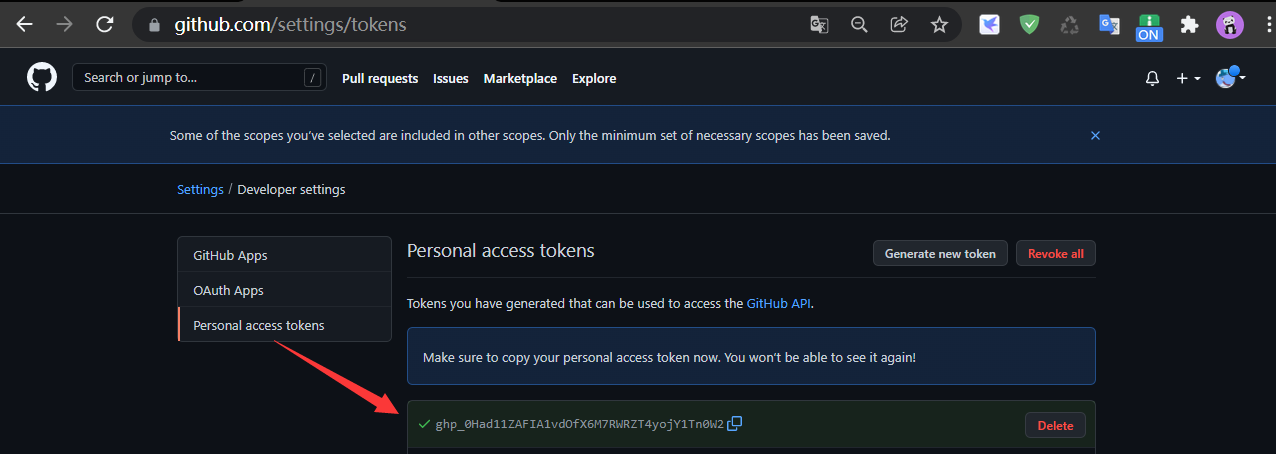 github.com/settings/tokens
ON
Search or jump to... /
Pull requests Issues Marketplace Explore
Some of the scopes you've selected are included in other scopes. Only the minimum set of necessary scopes has been saved.
Settings / Developer settings
GitHub Apps
OAuth Apps
Personal access tokens
Personal access tokens
Generate new token
Revoke all
Tokens you have generated that can be used to access the GitHub API.
Make sure to copy your personal access token now. You won't be able to see it again!
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
Delete